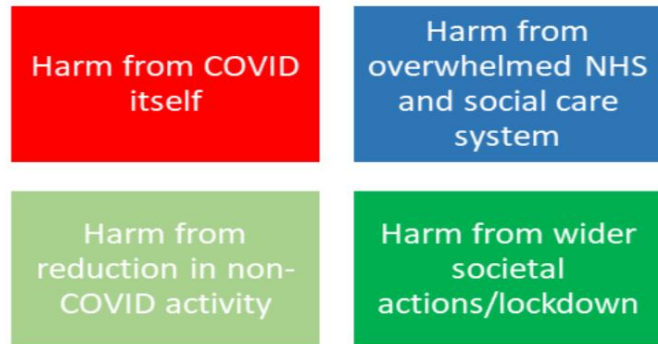 Harm from COVID
itself
Harm from
overwhelmed NHS
and social care
system
Harm from
reduction in non-
COVID activity
Harm from wider
societal
actions/lockdown